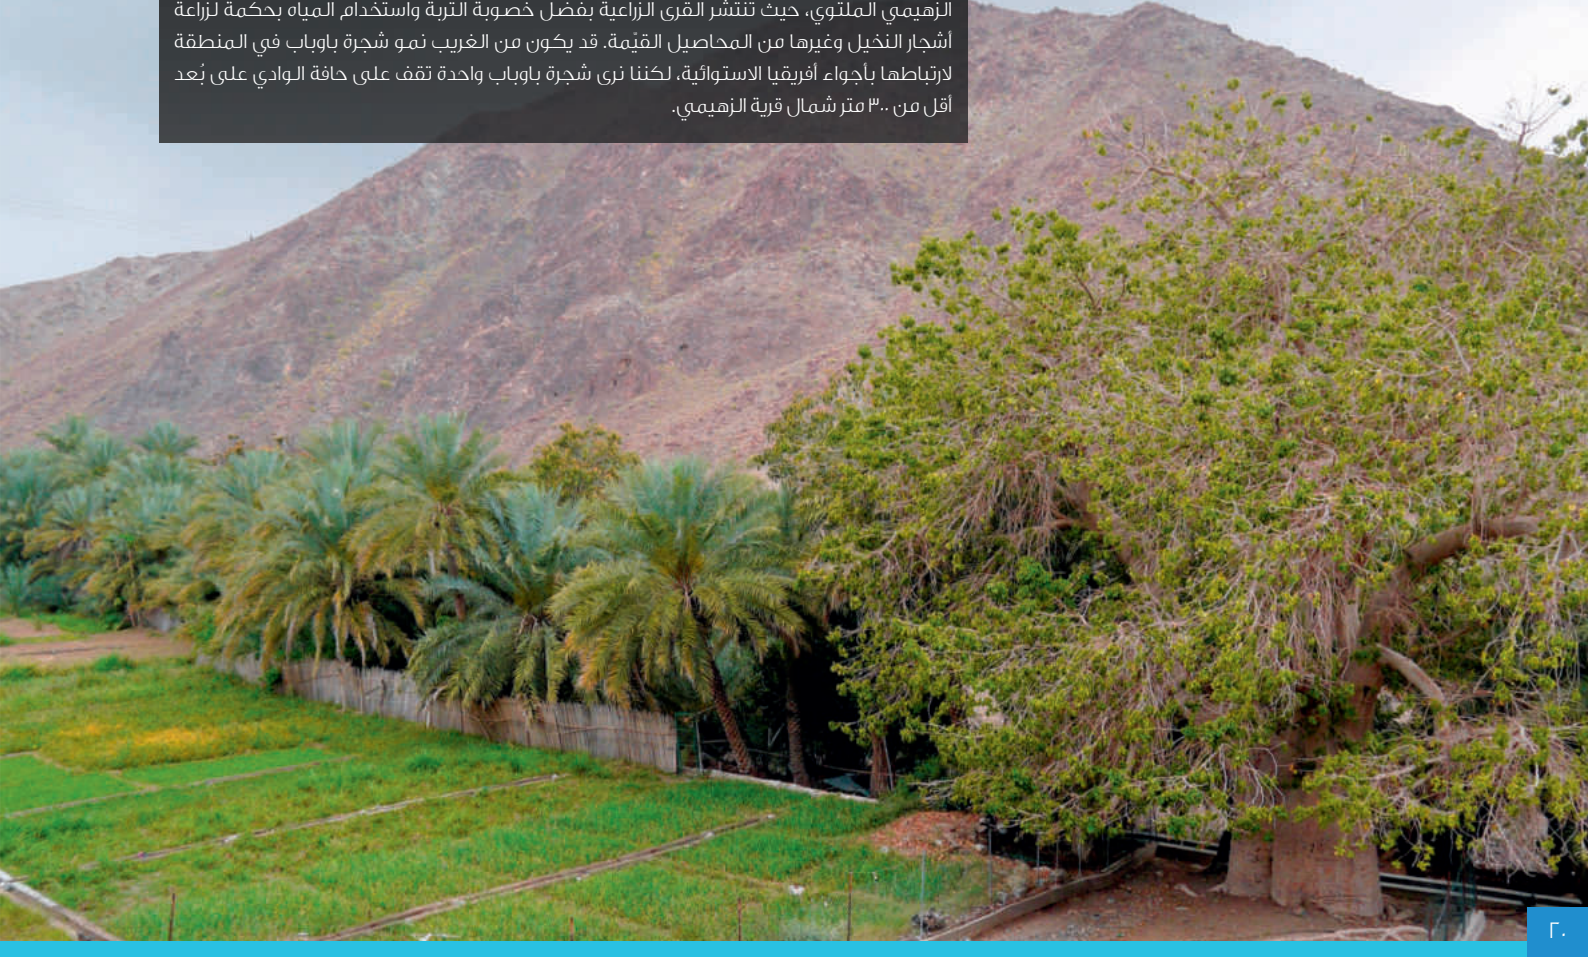 الزهيمي الملتوي، حيث تنتشر القرى الزراعية بفضل خصوبة التربة واستخدام المياه بحكمة لزراعة
أشجار النخيل وغيرها من المحاصيل القيّمة. قد يكون من الغريب نمو شجرة باوباب في المنطقة
لارتباطها بأجواء أفريقيا الاستوائية، لكننا نرى شجرة باوباب واحدة تقف على حافة الوادي على بُعد
أقل من ٣٠٠ متر شمال قرية الزهيمي.
٢٠